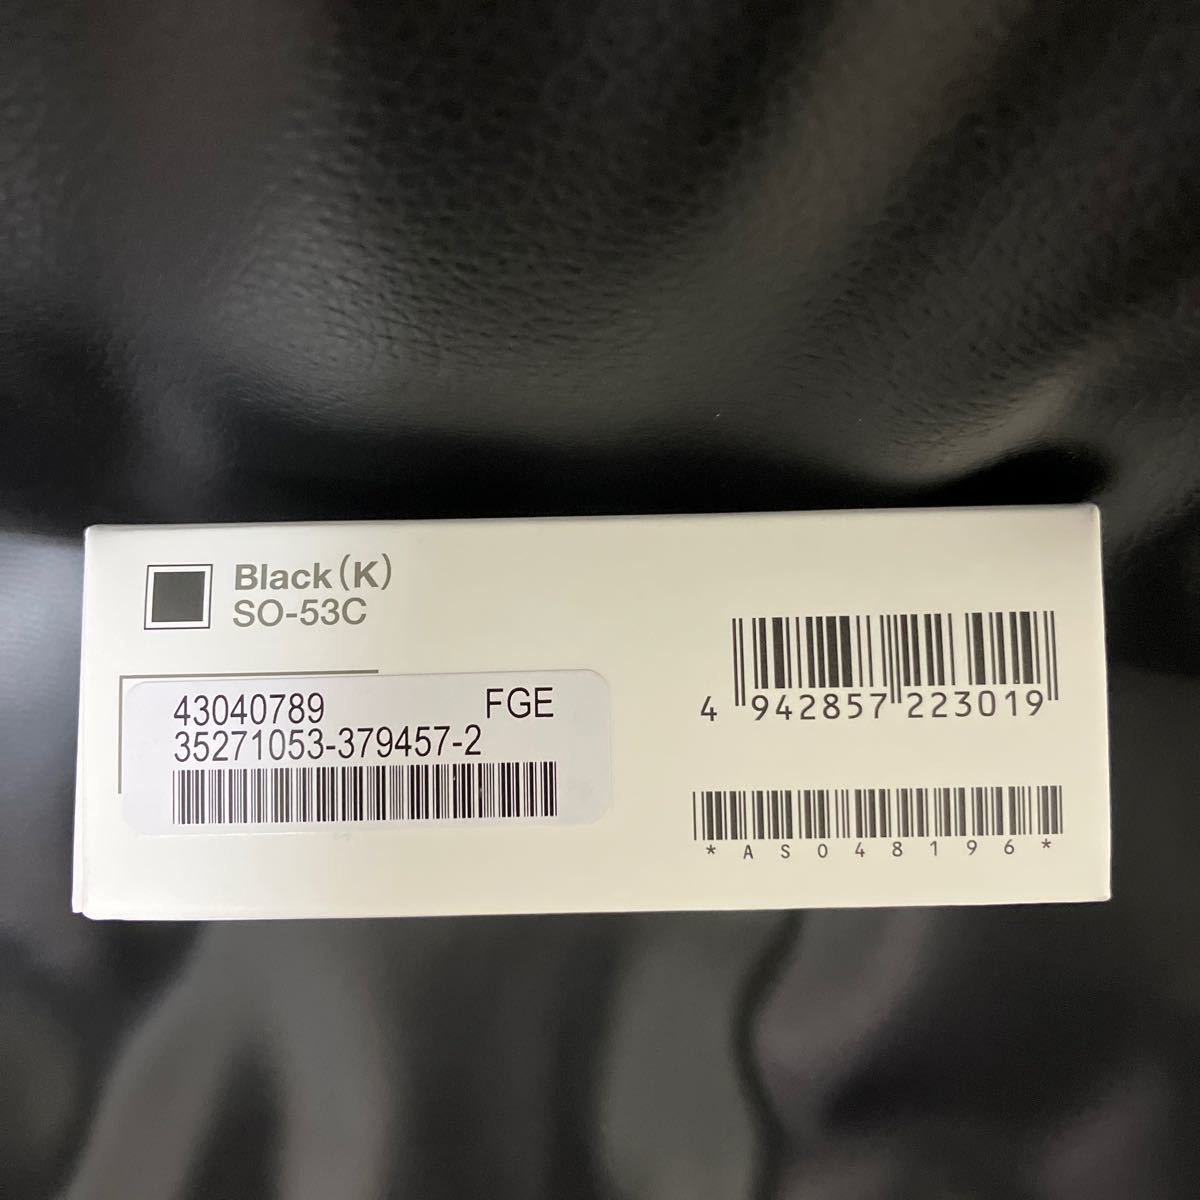 Black(K)
SO-53C
43040789 FGE
35271053-379457-2
4 942857 223019
*AS048196*